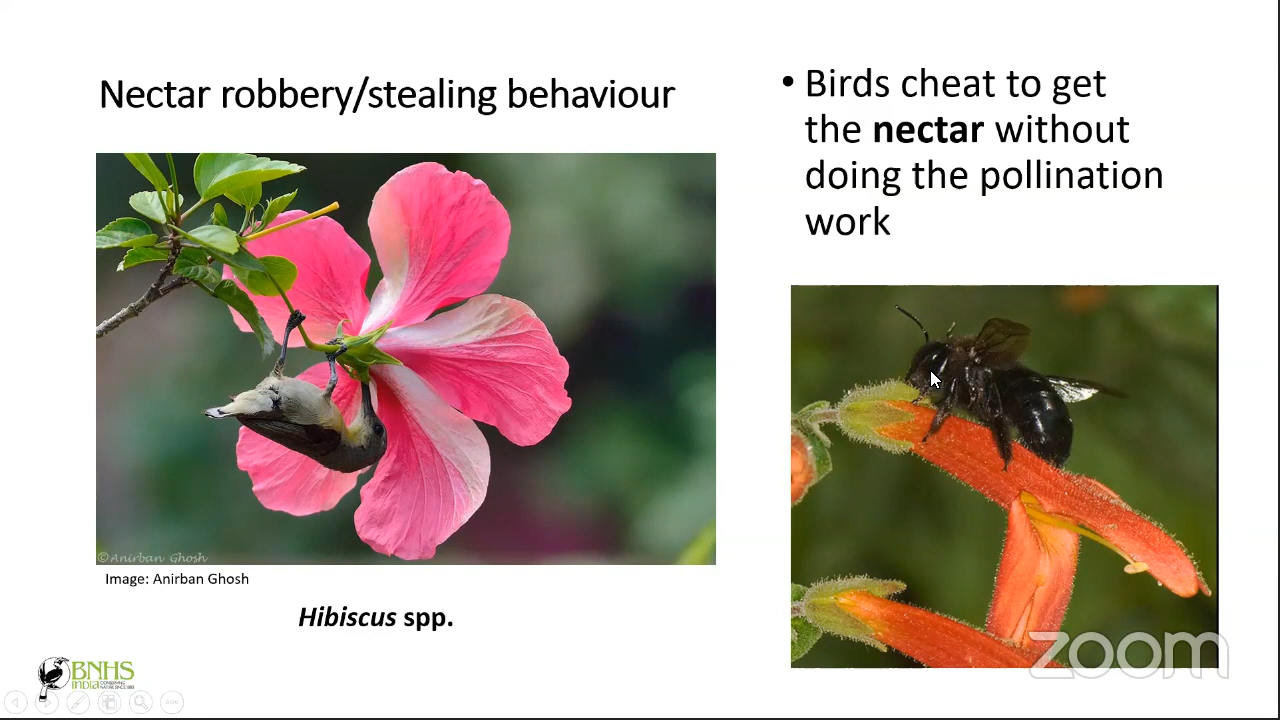 Nectar robbery/stealing behaviour
• Birds cheat to get
the nectar without
doing the pollination
work
©Anirban Ghosh
Image: Anirban Ghosh
Hibiscus spp.
BNHS
India
zoom